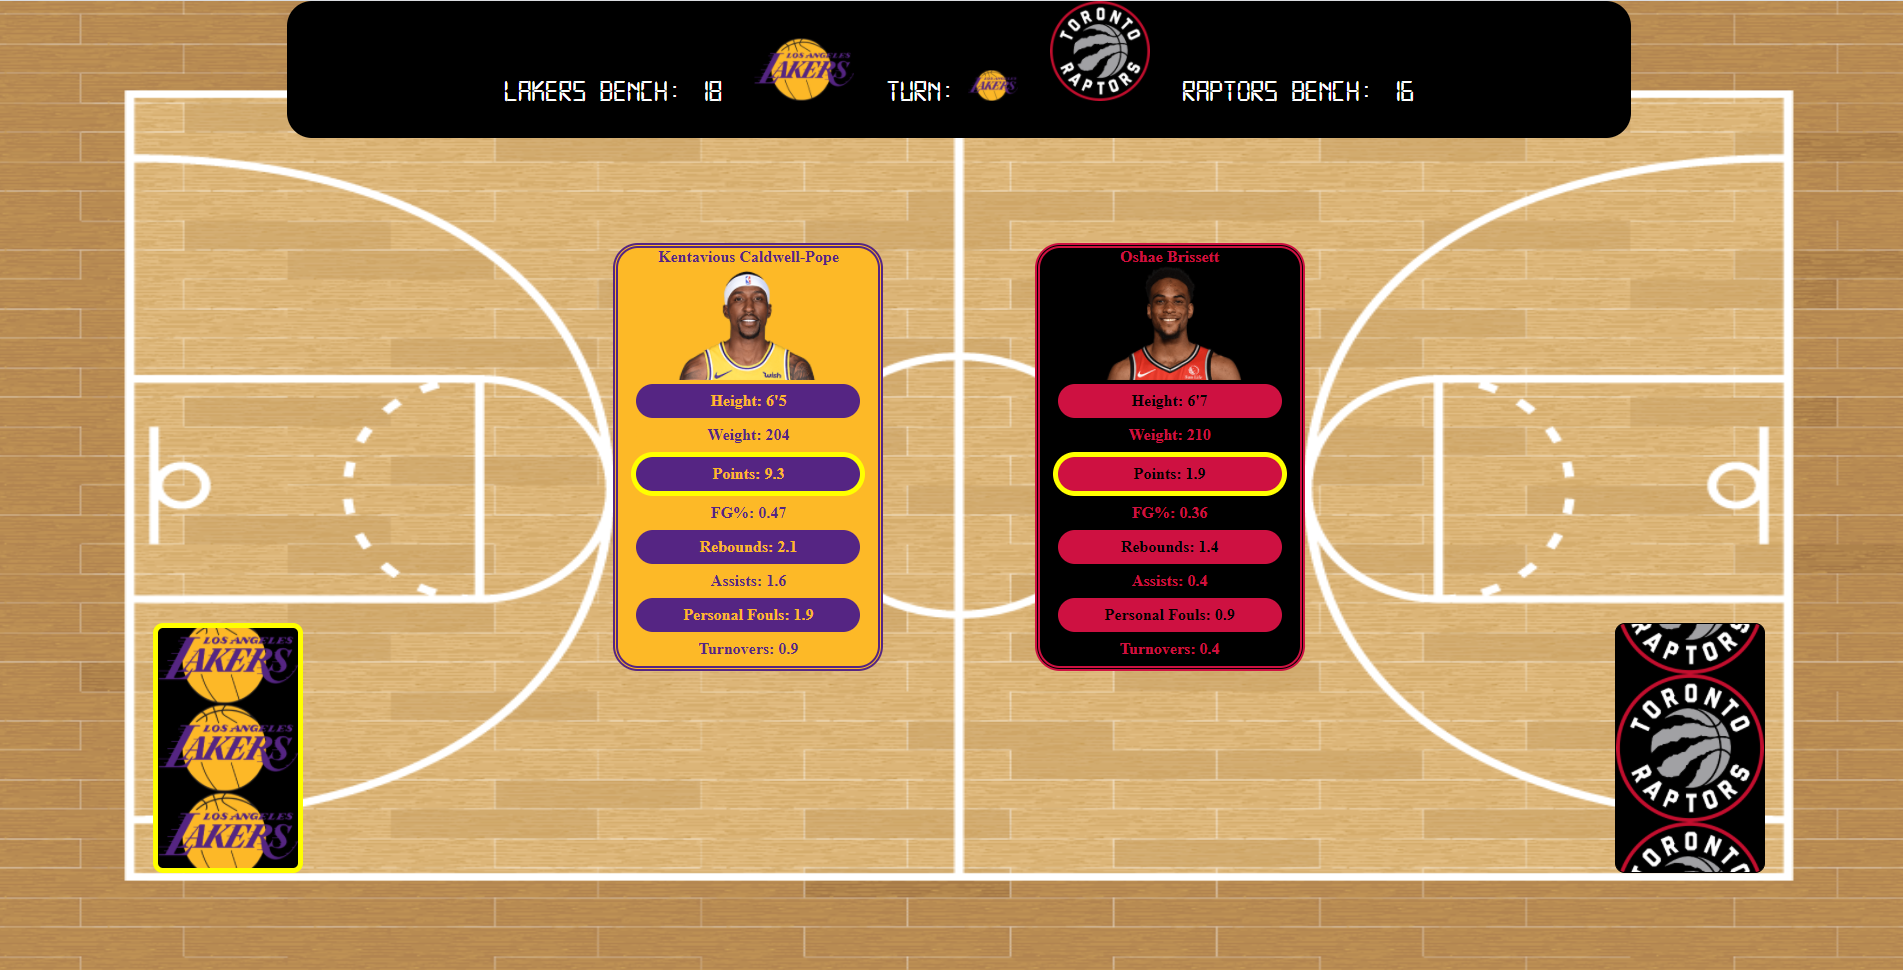 LAKERS BENCH: 18
LOS ANGELES
LAKERS
TURN:
LAKERS
TORONTO
RAPTORS
RAPTORS BENCH: 16
Kentavious Caldwell-Pope
wish
Height: 6'5
Weight: 204
Points: 9.3
FG%: 0.47
Rebounds: 2.1
Assists: 1.6
Personal Fouls: 1.9
Turnovers: 0.9
Oshae Brissett
Height: 6'7
Weight: 210
Points: 1.9
FG%: 0.36
Rebounds: 1.4
Assists: 0.4
Personal Fouls: 0.9
Turnovers: 0.4
LOS ANGELES
LAKERS
LOS ANGELES
LAKERS
LOS ANGELES
LAKERS
RAPTORS
TORONTO
RAPTORS
TORONTO